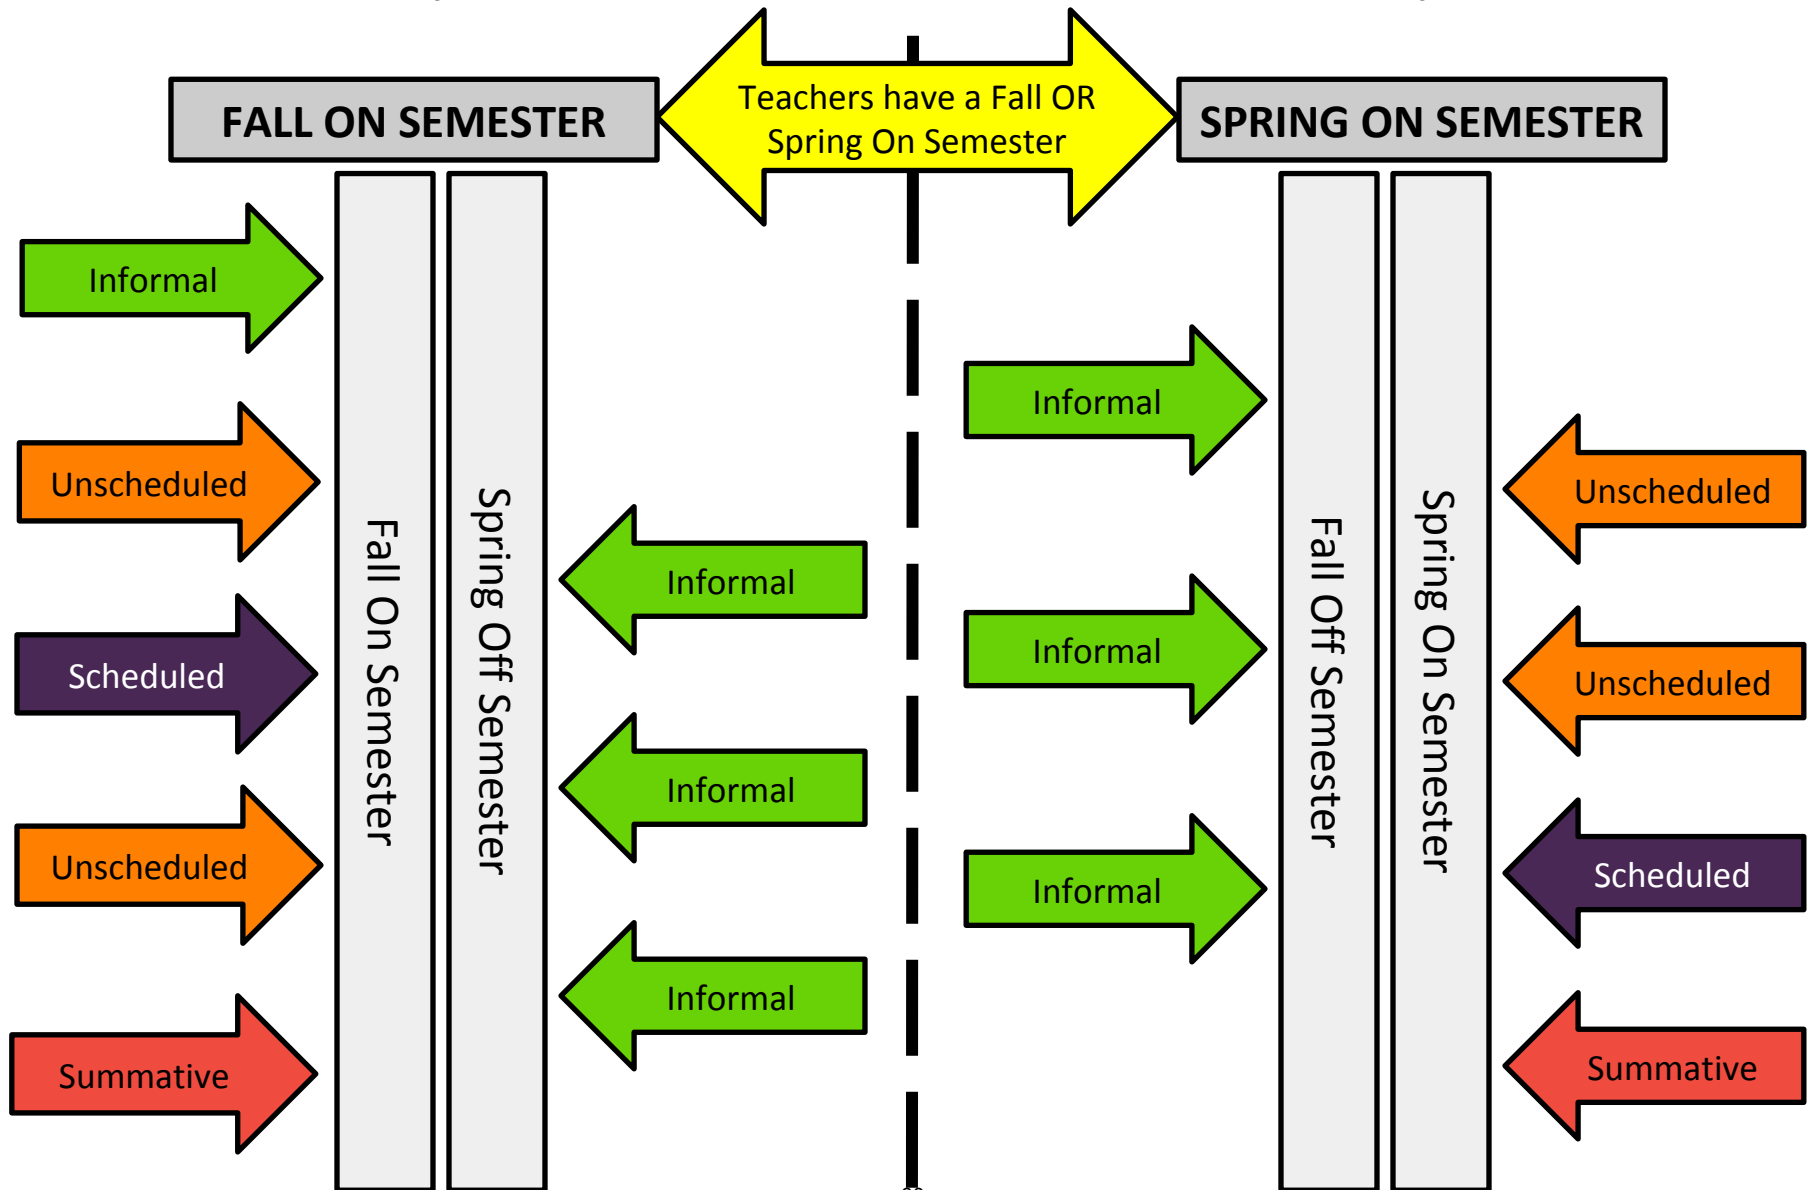 Teachers have a Fall OR
Spring On Semester
FALL ON SEMESTER
SPRING ON SEMESTER
Informal
Unscheduled
Scheduled
Unscheduled
Summative
Fall On Semester
Spring Off Semester
Informal
Informal
Informal
Informal
Informal
Informal
Fall Off Semester
Spring On Semester
Unscheduled
Unscheduled
Scheduled
Summative